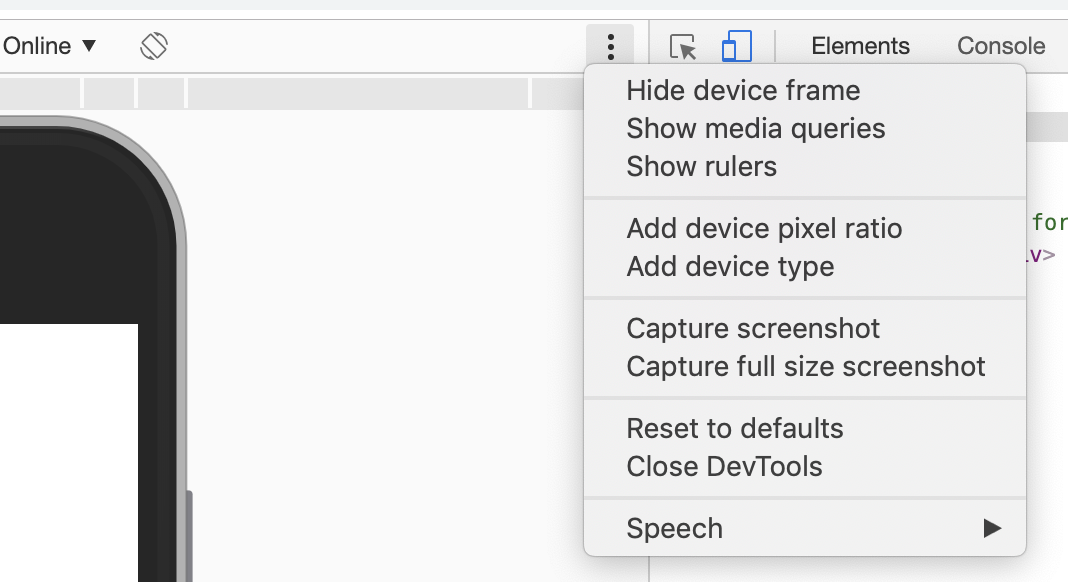 Online ▼
Elements
Console
Hide device frame
Show media queries
Show rulers
for
Add device pixel ratio
v>
Add device type
Capture screenshot
Capture full size screenshot
Reset to defaults
Close DevTools
Speech ▶